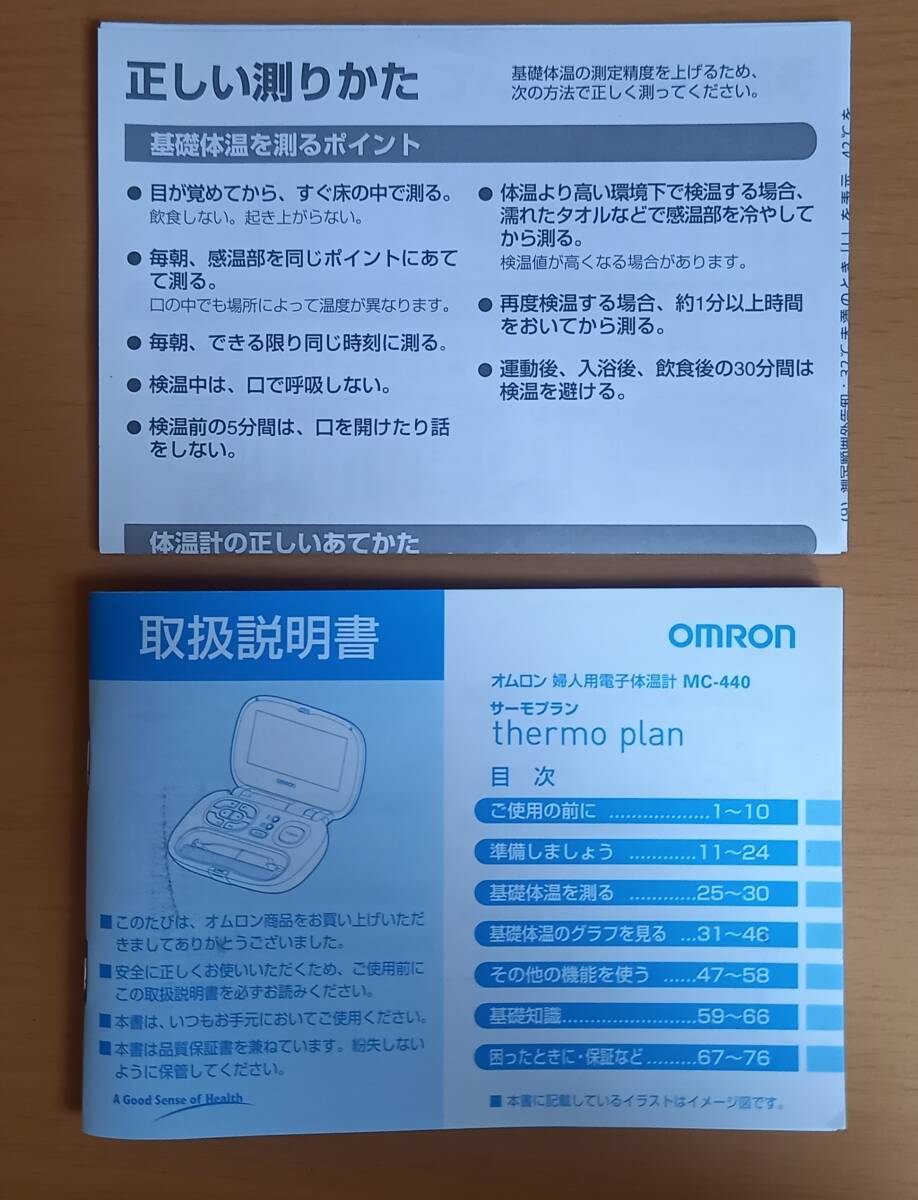 正しい測りかた
基礎体温の測定精度を上げるため、
次の方法で正しく測ってください。
基礎体温を測るポイント
● 目が覚めてから、すぐ床の中で測る。
飲食しない。起き上がらない。
● 毎朝、感温部を同じポイントにあて
て測る。
口の中でも場所によって温度が異なります。
● 毎朝、できる限り同じ時刻に測る。
● 検温中は、口で呼吸しない。
● 検温前の5分間は、口を開けたり話
をしない。
● 体温より高い環境下で検温する場合、
濡れたタオルなどで感温部を冷やして
から測る。
検温値が高くなる場合があります。
● 再度検温する場合、約1分以上時間
をおいてから測る。
● 運動後、入浴後、飲食後の30分間は
検温を避ける。
体温計の正しいあてかた
取扱説明書
OMRON
オムロン 婦人用電子体温計 MC-440
サーモプラン
thermo plan
目 次
ご使用の前に ..................1～10
準備しましょう ............11～24
基礎体温を測る ............25～30
基礎体温のグラフを見る ...31～46
その他の機能を使う ......47～58
基礎知識........................59～66
困ったときに・保証など.........67～76
■ 本書に記載しているイラストはイメージ図です。
OMRON
■ このたびは、オムロン商品をお買い上げいただ
きましてありがとうございました。
■ 安全に正しくお使いいただくため、ご使用前に
この取扱説明書を必ずお読みください。
■ 本書は、いつもお手元においてご使用ください。
■ 本書は品質保証書を兼ねています。紛失しない
ように保管してください。
A Good Sense of Health